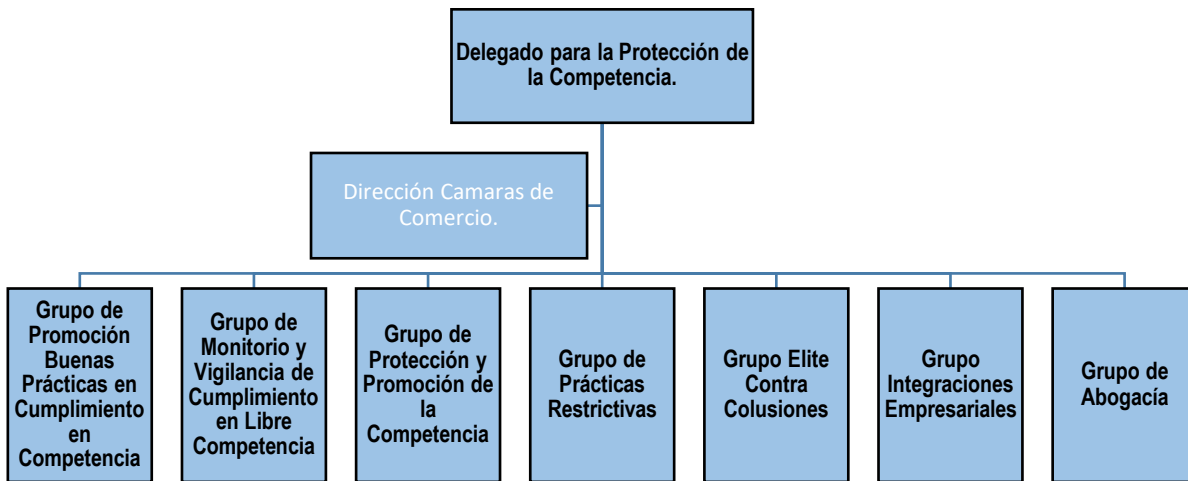 Delegado para la Protección de
la Competencia.
Dirección Camaras de
Comercio.
Grupo de
Promoción
Buenas
Prácticas en
Cumplimiento
en
Competencia
Grupo de
Monitorio y
Vigilancia de
Cumplimiento
en Libre
Competencia
Grupo de
Protección y
Promoción de
la
Competencia
Grupo de
Prácticas
Restrictivas
Grupo Elite
Contra
Colusiones
Grupo
Integraciones
Empresariales
Grupo de
Abogacía